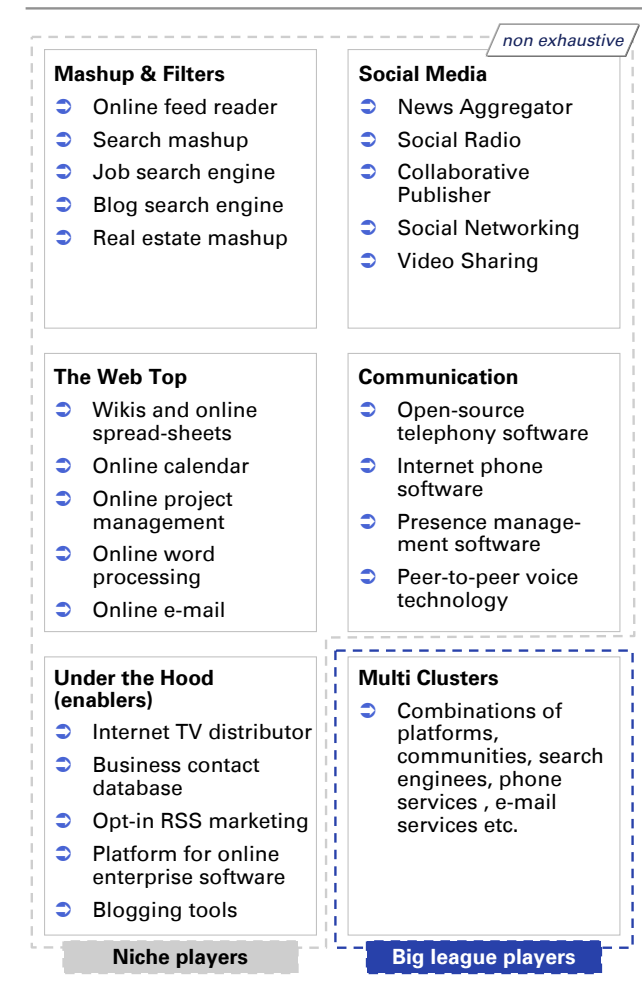 non exhaustive
Mashup & Filters
Online feed reader
Search mashup
Job search engine
Blog search engine
Real estate mashup
Social Media
News Aggregator
Social Radio
Collaborative
Publisher
Social Networking
Video Sharing
The Web Top
Wikis and online
spread-sheets
Online calendar
Online project
management
Online word
processing
Online e-mail
Communication
Open-source
telephony software
Internet phone
software
Presence manage-
ment software
Peer-to-peer voice
technology
Under the Hood
(enablers)
Internet TV distributor
Business contact
database
Opt-in RSS marketing
Platform for online
enterprise software
Blogging tools
Multi Clusters
Combinations of
platforms,
communities, search
enginees, phone
services , e-mail
services etc.
Niche players
Big league players